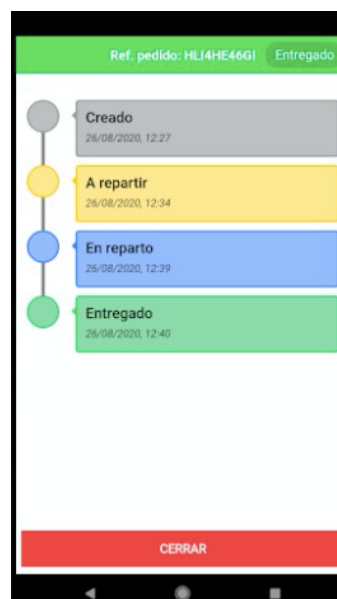 Ref. pedido: HLI4HE46GI Entregado
Creado
26/08/2020, 12:27
A repartir
26/08/2020, 12:34
En reparto
26/08/2020, 12:39
Entregado
26/08/2020, 12:40
CERRAR